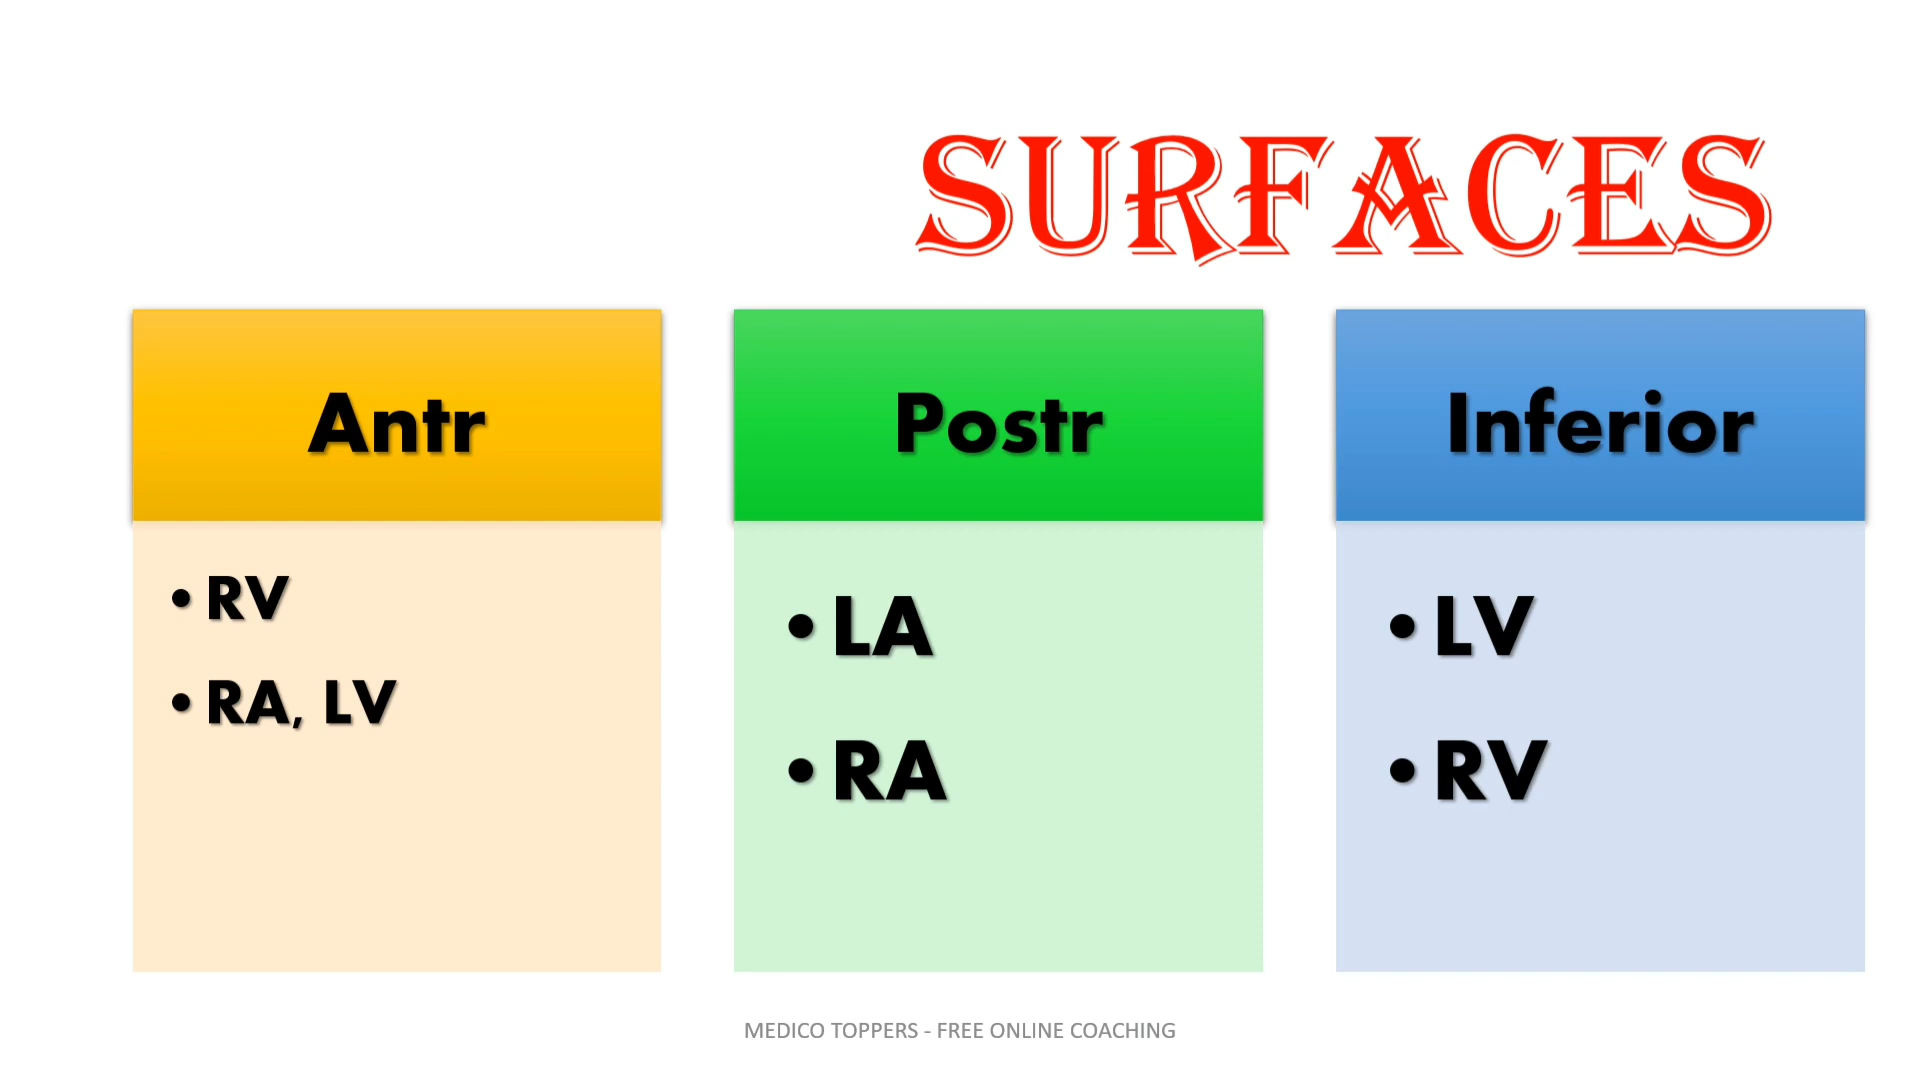 SURFACES
Antr
• RV
• RA, LV
Postr
• LA
• RA
Inferior
• LV
• RV
MEDICO TOPPERS - FREE ONLINE COACHING